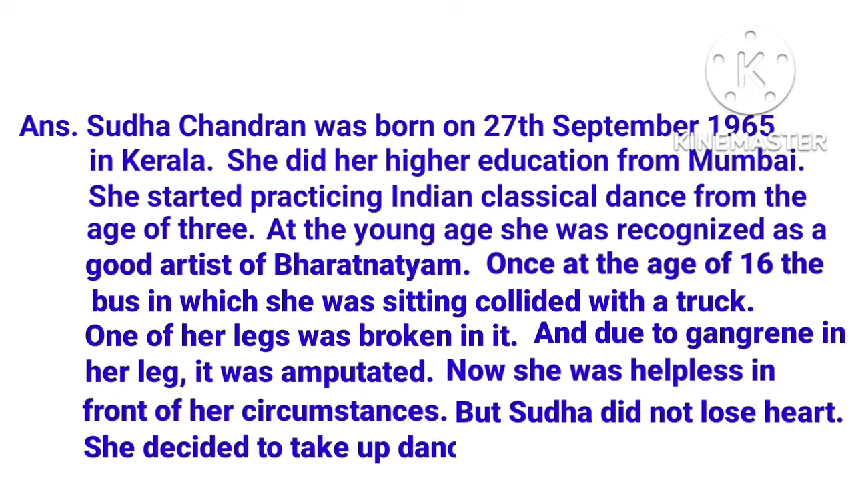 KINEMASTER
Ans. Sudha Chandran was born on 27th September 1965
in Kerala. She did her higher education from Mumbai.
She started practicing Indian classical dance from the
age of three. At the young age she was recognized as a
good artist of Bharatnatyam. Once at the age of 16 the
bus in which she was sitting collided with a truck.
One of her legs was broken in it. And due to gangrene in
her leg, it was amputated. Now she was helpless in
front of her circumstances. But Sudha did not lose heart.
She decided to take up